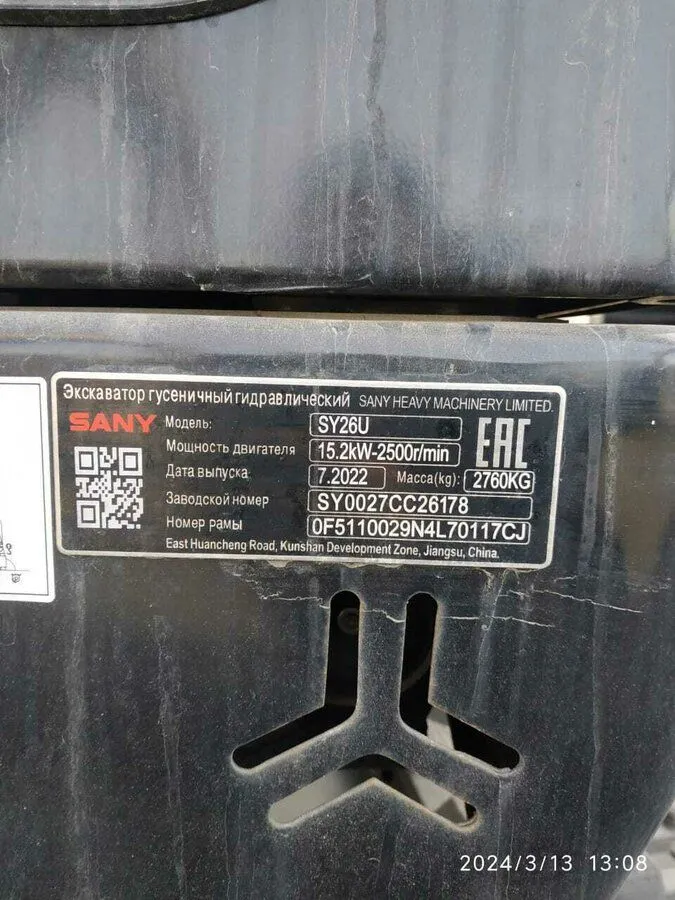 Экскаватор гусеничный гидравлический SANY HEAVY MACHINERY LIMITED.
SANY Модель: SY26U EAC
Мощность двигателя 15.2kW-2500r/min
Дата выпуска 7.2022 Масса(kg): 2760KG
Заводской номер SY0027CC26178
Номер рамы 0F5110029N4L70117CJ
East Huancheng Road, Kunshan Development Zone, Jiangsu, China.
2024/3/13 13:08